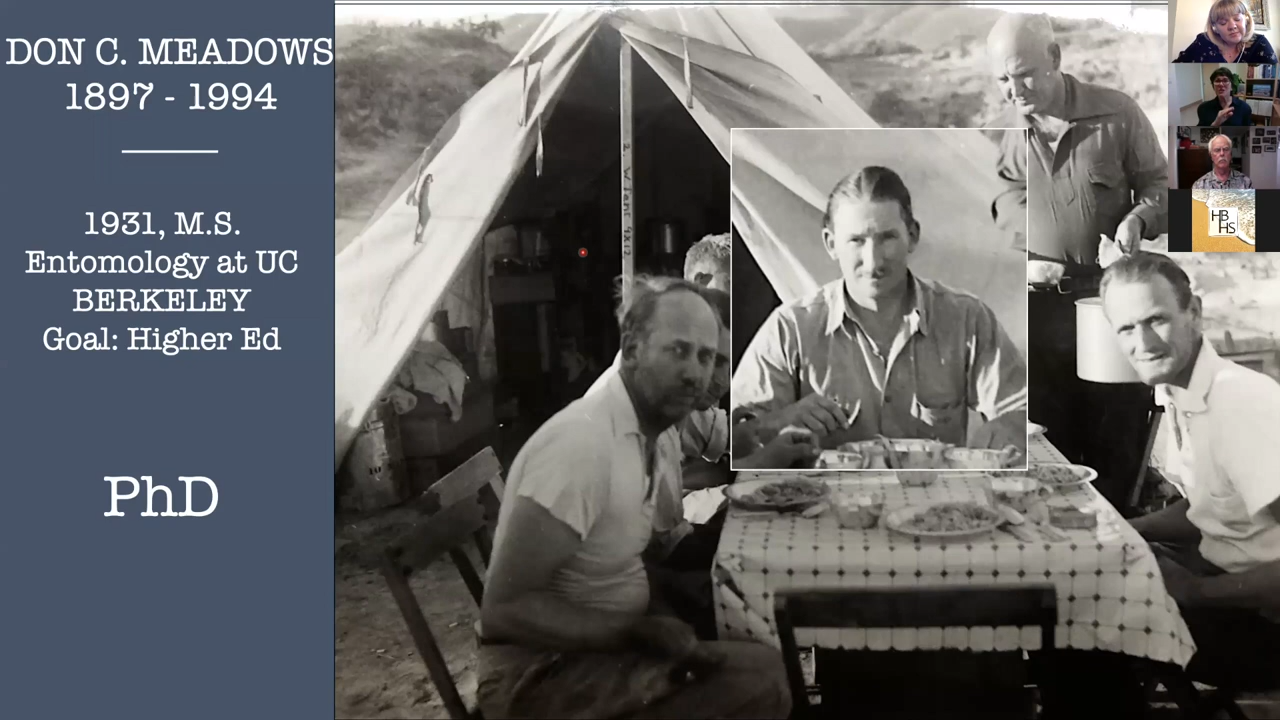 DON C. MEADOWS
1897 - 1994
1931, M.S.
Entomology at UC
BERKELEY
Goal: Higher Ed
PhD
HB
HS